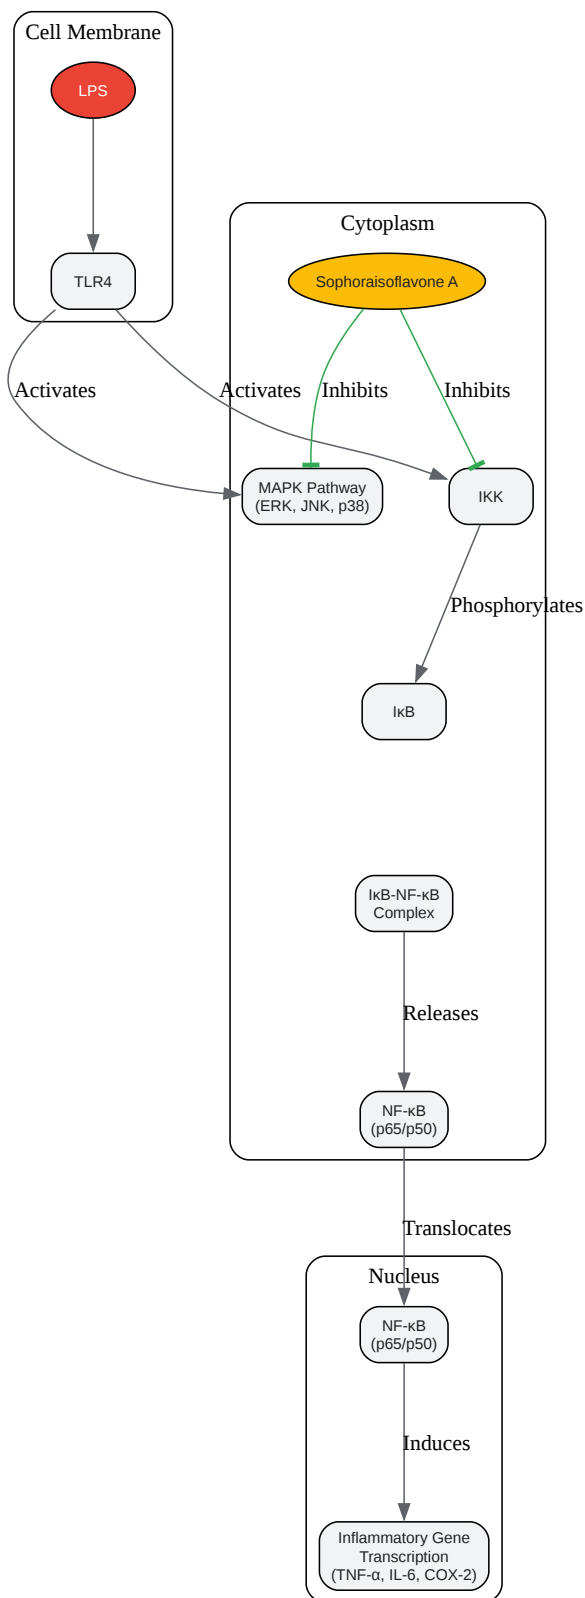 Cell Membrane
LPS
TLR4
Cytoplasm
Sophoraisoflavone A
Activates
Activates
Inhibits
Inhibits
MAPK Pathway
(ERK, JNK, p38)
IKK
Phosphorylates
IκB
IκB-NF-κB
Complex
Releases
NF-κB
(p65/p50)
Translocates
Nucleus
NF-κB
(p65/p50)
Induces
Inflammatory Gene
Transcription
(TNF-α, IL-6, COX-2)